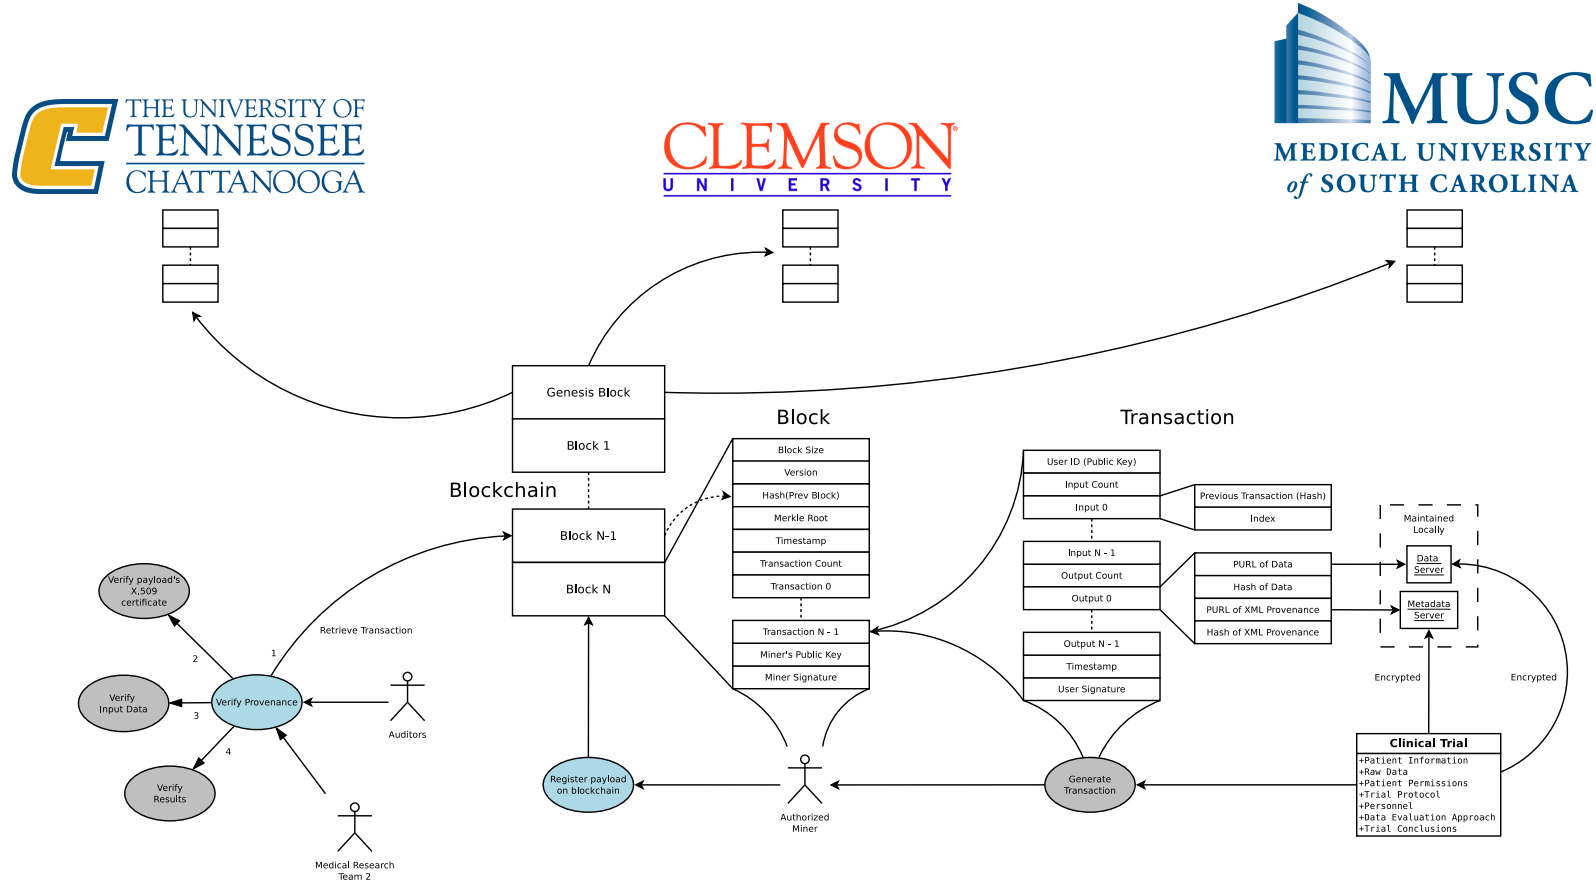 THE UNIVERSITY OF
TENNESSEE
CHATTANOOGA
CLEMSON®
UNIVERSITY
MUSC
MEDICAL UNIVERSITY
of SOUTH CAROLINA
Genesis Block
Block 1
Blockchain
Block N-1
Block N
Block
Block Size
Version
Hash(Prev Block)
Merkle Root
Timestamp
Transaction Count
Transaction 0
Transaction N - 1
Miner's Public Key
Miner Signature
Transaction
User ID (Public Key)
Input Count
Input 0
Input N - 1
Output Count
Output 0
Output N - 1
Timestamp
User Signature
Previous Transaction (Hash)
Index
PURL of Data
Hash of Data
PURL of XML Provenance
Hash of XML Provenance
Maintained
Locally
Data
Server
Metadata
Server
Encrypted
Encrypted
Verify payload's
X,509
certificate
Retrieve Transaction
1
2
3
4
Verify
Input Data
Verify Provenance
Auditors
Verify
Results
Medical Research
Team 2
Register payload
on blockchain
Authorized
Miner
Generate
Transaction
Clinical Trial
+Patient Information
+Raw Data
+Patient Permissions
+Trial Protocol
+Personnel
+Data Evaluation Approach
+Trial Conclusions